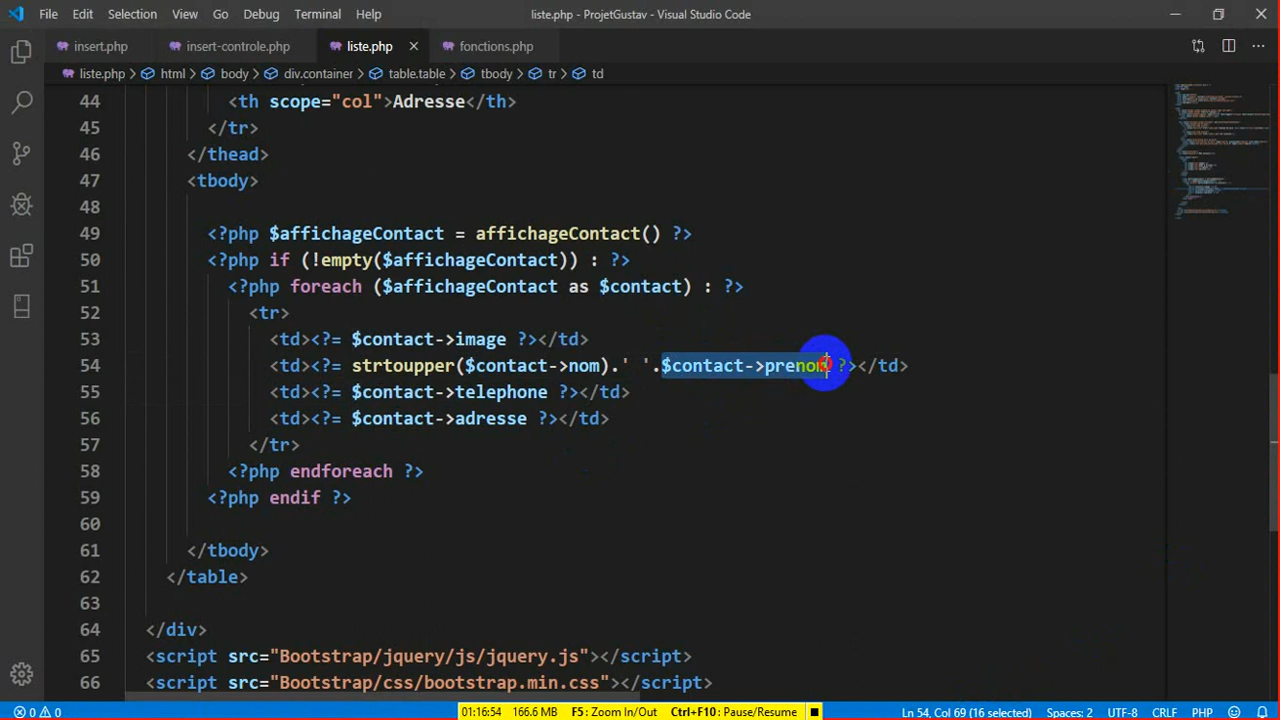 File Edit Selection View Go Debug Terminal Help liste.php - ProjetGustav - Visual Studio Code
insert.php insert-controle.php liste.php fonctions.php
liste.php > html > body > div.container > table.table > tbody > tr > td
44 <th scope="col">Adresse</th>
45 </tr>
46 </thead>
47 <tbody>
48
49 <?php $affichageContact = affichageContact() ?>
50 <?php if (!empty($affichageContact)) : ?>
51 <?php foreach ($affichageContact as $contact) : ?>
52 <tr>
53 <td><?= $contact->image ?></td>
54 <td><?= strtoupper($contact->nom).' '.$contact->prenom ?></td>
55 <td><?= $contact->telephone ?></td>
56 <td><?= $contact->adresse ?></td>
57 </tr>
58 <?php endforeach ?>
59 <?php endif ?>
60
61 </tbody>
62 </table>
63
64 </div>
65 <script src="Bootstrap/jquery/js/jquery.js"></script>
66 <script src="Bootstrap/css/bootstrap.min.css"></script>
0 0 01:16:54 166.6 MB F5: Zoom In/Out Ctrl+F10: Pause/Resume Ln 54, Col 69 (16 selected) Spaces: 2 UTF-8 CRLF PHP